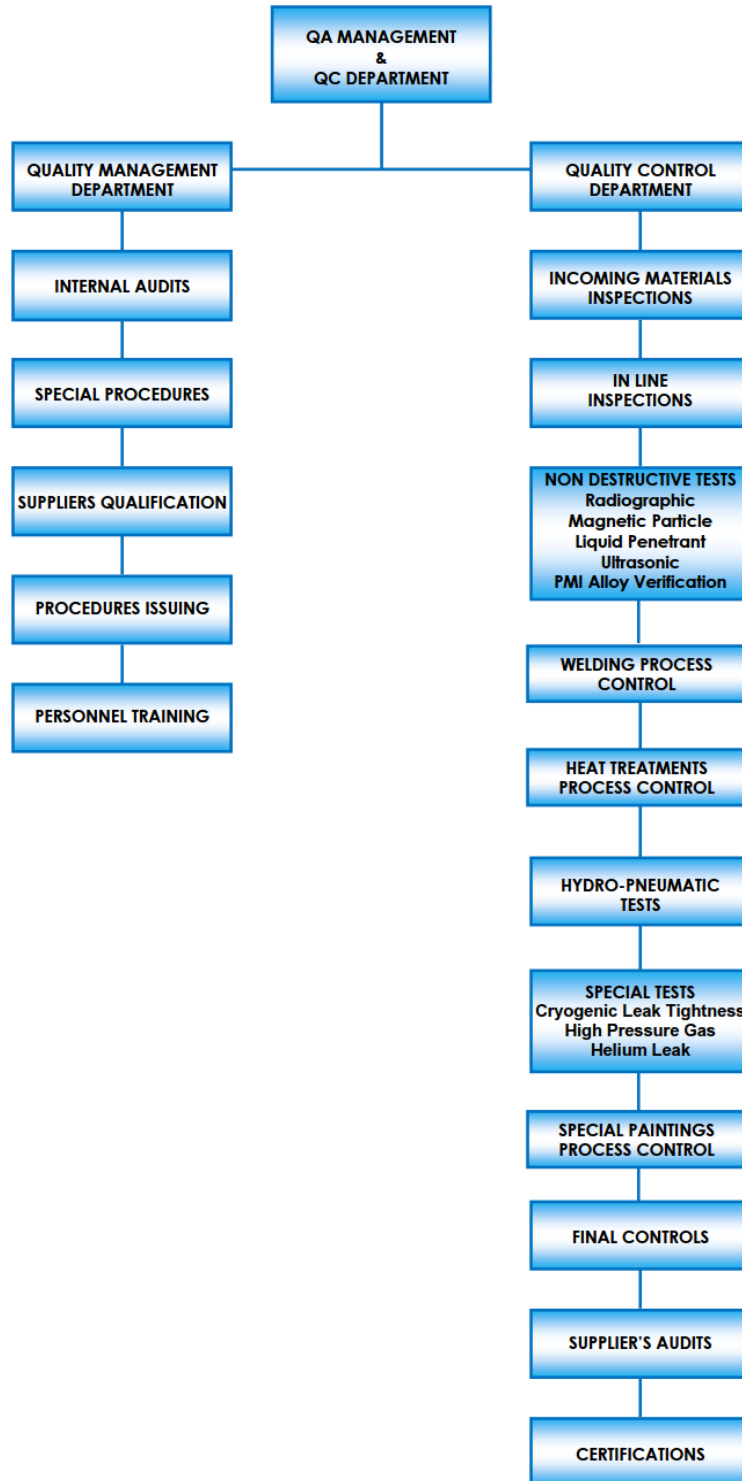 QA MANAGEMENT
&
QC DEPARTMENT
QUALITY MANAGEMENT
DEPARTMENT
INTERNAL AUDITS
SPECIAL PROCEDURES
SUPPLIERS QUALIFICATION
PROCEDURES ISSUING
PERSONNEL TRAINING
QUALITY CONTROL
DEPARTMENT
INCOMING MATERIALS
INSPECTIONS
IN LINE
INSPECTIONS
NON DESTRUCTIVE TESTS
Radiographic
Magnetic Particle
Liquid Penetrant
Ultrasonic
PMI Alloy Verification
WELDING PROCESS
CONTROL
HEAT TREATMENTS
PROCESS CONTROL
HYDRO-PNEUMATIC
TESTS
SPECIAL TESTS
Cryogenic Leak Tightness
High Pressure Gas
Helium Leak
SPECIAL PAINTINGS
PROCESS CONTROL
FINAL CONTROLS
SUPPLIER’S AUDITS
CERTIFICATIONS